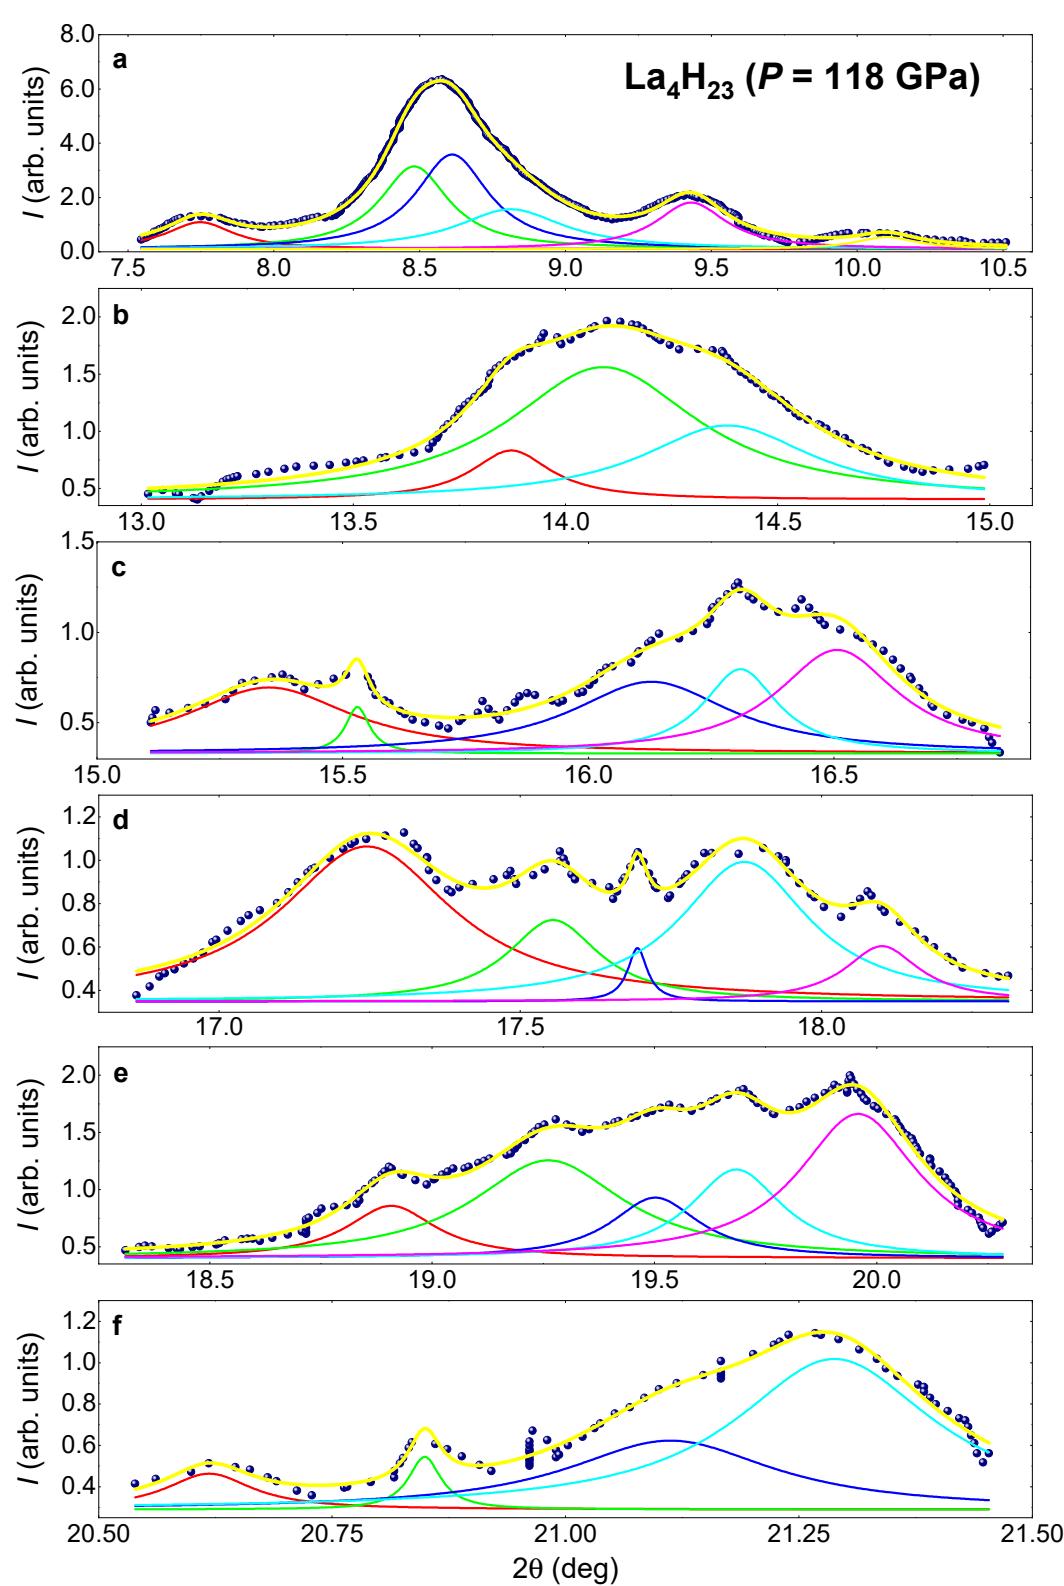 8.0
a
La₄H₂₃ (P = 118 GPa)
6.0
4.0
2.0
0.0
I (arb. units)
7.5 8.0 8.5 9.0 9.5 10.0 10.5
b
2.0
1.5
1.0
0.5
I (arb. units)
13.0 13.5 14.0 14.5 15.0
1.5
c
1.0
0.5
I (arb. units)
15.0 15.5 16.0 16.5
1.2
d
1.0
0.8
0.6
0.4
I (arb. units)
17.0 17.5 18.0
e
2.0
1.5
1.0
0.5
I (arb. units)
18.5 19.0 19.5 20.0
f
1.2
1.0
0.8
0.6
0.4
I (arb. units)
20.50 20.75 21.00 21.25 21.50
2θ (deg)